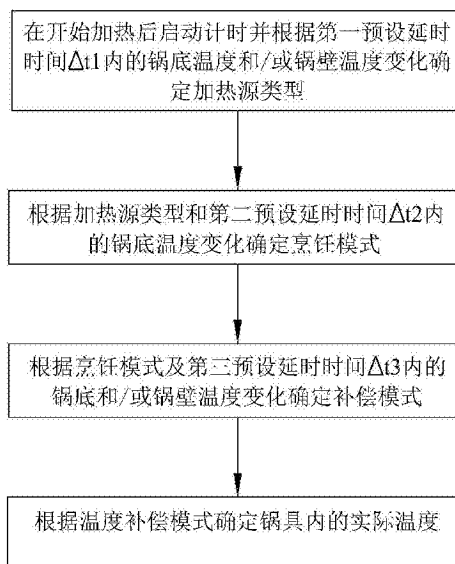 在开始加热后启动计时并根据第一预设延时
时间Δt1内的锅底温度和/或锅壁温度变化确
定加热源类型
根据加热源类型和第二预设延时时间Δt2内
的锅底温度变化确定烹饪模式
根据烹饪模式及第三预设延时时间Δt3内的
锅底和/或锅壁温度变化确定补偿模式
根据温度补偿模式确定锅具内的实际温度